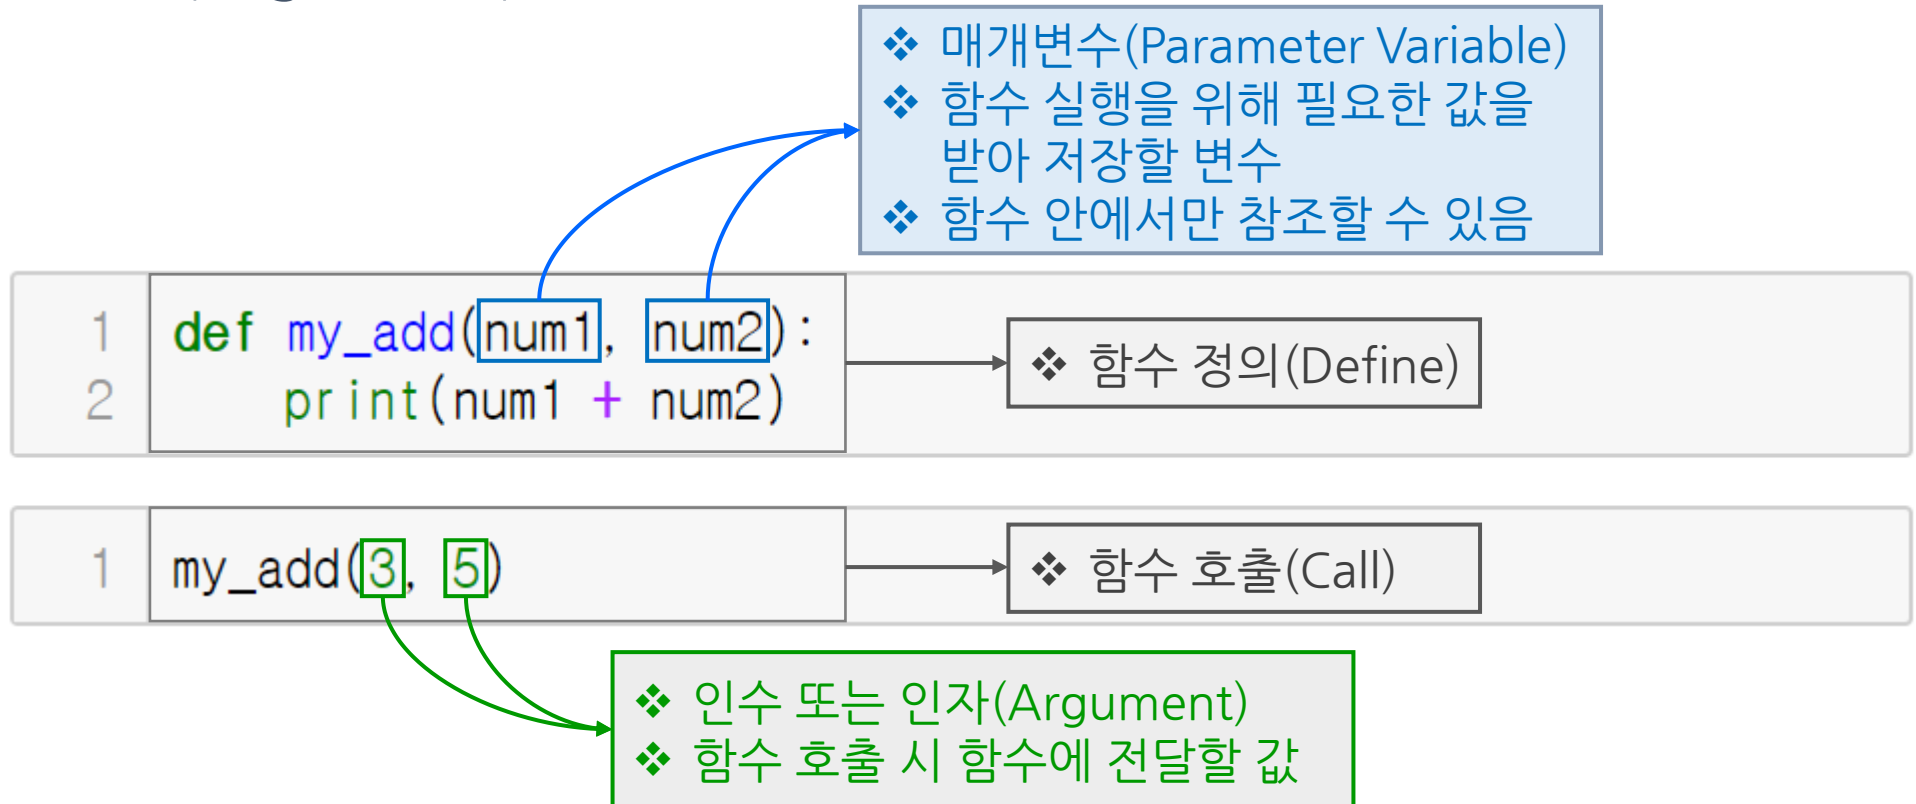 ❖ 매개변수(Parameter Variable)
❖ 함수 실행을 위해 필요한 값을
받아 저장할 변수
❖ 함수 안에서만 참조할 수 있음
1 def my_add(num1, num2):
2 print(num1 + num2)
❖ 함수 정의(Define)
1 my_add(3, 5)
❖ 함수 호출(Call)
❖ 인수 또는 인자(Argument)
❖ 함수 호출 시 함수에 전달할 값